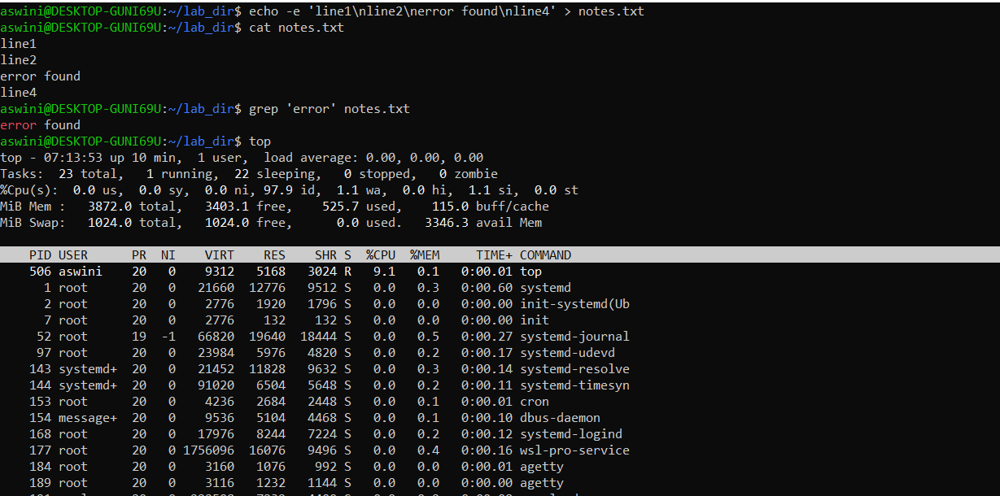 aswini@DESKTOP-GUNI69U:~/lab_dir$ echo -e 'line1\nline2\nerror found\nline4' > notes.txt
aswini@DESKTOP-GUNI69U:~/lab_dir$ cat notes.txt
line1
line2
error found
line4
aswini@DESKTOP-GUNI69U:~/lab_dir$ grep 'error' notes.txt
error found
aswini@DESKTOP-GUNI69U:~/lab_dir$ top
top - 07:13:53 up 10 min,  1 user,  load average: 0.00, 0.00, 0.00
Tasks:  23 total,   1 running,  22 sleeping,   0 stopped,   0 zombie
%Cpu(s):  0.0 us,  0.0 sy,  0.0 ni, 97.9 id,  1.1 wa,  0.0 hi,  1.1 si,  0.0 st
MiB Mem :   3872.0 total,   3403.1 free,    525.7 used,    115.0 buff/cache
MiB Swap:   1024.0 total,   1024.0 free,      0.0 used.   3346.3 avail Mem
    PID USER      PR  NI    VIRT    RES    SHR S  %CPU  %MEM     TIME+ COMMAND
    506 aswini    20   0    9312   5168   3024 R   9.1   0.1   0:00.01 top
      1 root      20   0   21660  12776   9512 S   0.0   0.3   0:00.60 systemd
      2 root      20   0    2776   1920   1796 S   0.0   0.0   0:00.00 init-systemd(Ub
      7 root      20   0    2776    132    132 S   0.0   0.0   0:00.00 init
     52 root      19  -1   66820  19640  18444 S   0.0   0.5   0:00.27 systemd-journal
     97 root      20   0   23984   5976   4820 S   0.0   0.2   0:00.17 systemd-udevd
    143 systemd+  20   0   21452  11828   9632 S   0.0   0.3   0:00.14 systemd-resolve
    144 systemd+  20   0   91020   6504   5648 S   0.0   0.2   0:00.11 systemd-timesyn
    153 root      20   0    4236   2684   2448 S   0.0   0.1   0:00.01 cron
    154 message+  20   0    9536   5104   4468 S   0.0   0.1   0:00.10 dbus-daemon
    168 root      20   0   17976   8244   7224 S   0.0   0.2   0:00.12 systemd-logind
    177 root      20   0 1756096  16076   9496 S   0.0   0.4   0:00.16 wsl-pro-service
    184 root      20   0    3160   1076    992 S   0.0   0.0   0:00.01 agetty
    189 root      20   0    3116   1232   1144 S   0.0   0.0   0:00.00 agetty